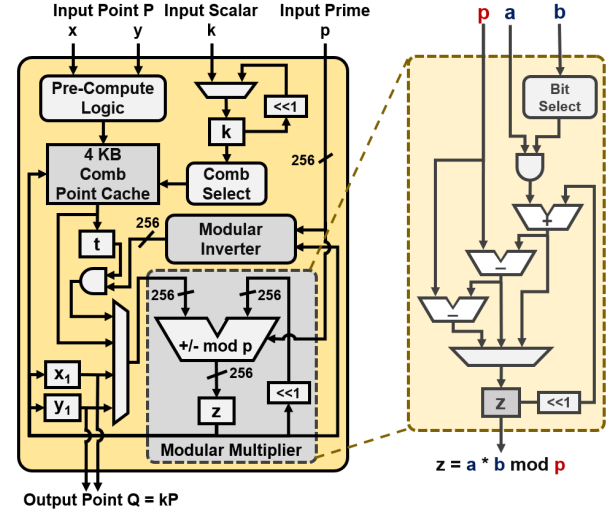 Input Point P
Input Scalar
Input Prime
x
y
k
p
Pre-Compute
Logic
<<1
k
4 KB
Comb
Point Cache
Comb
Select
256
t
256
Modular
Inverter
256
256
+/- mod p
256
x1
y1
z
<<1
Modular Multiplier
Output Point Q = kP
p
a
b
Bit
Select
+
–
–
z
<<1
z = a * b mod p